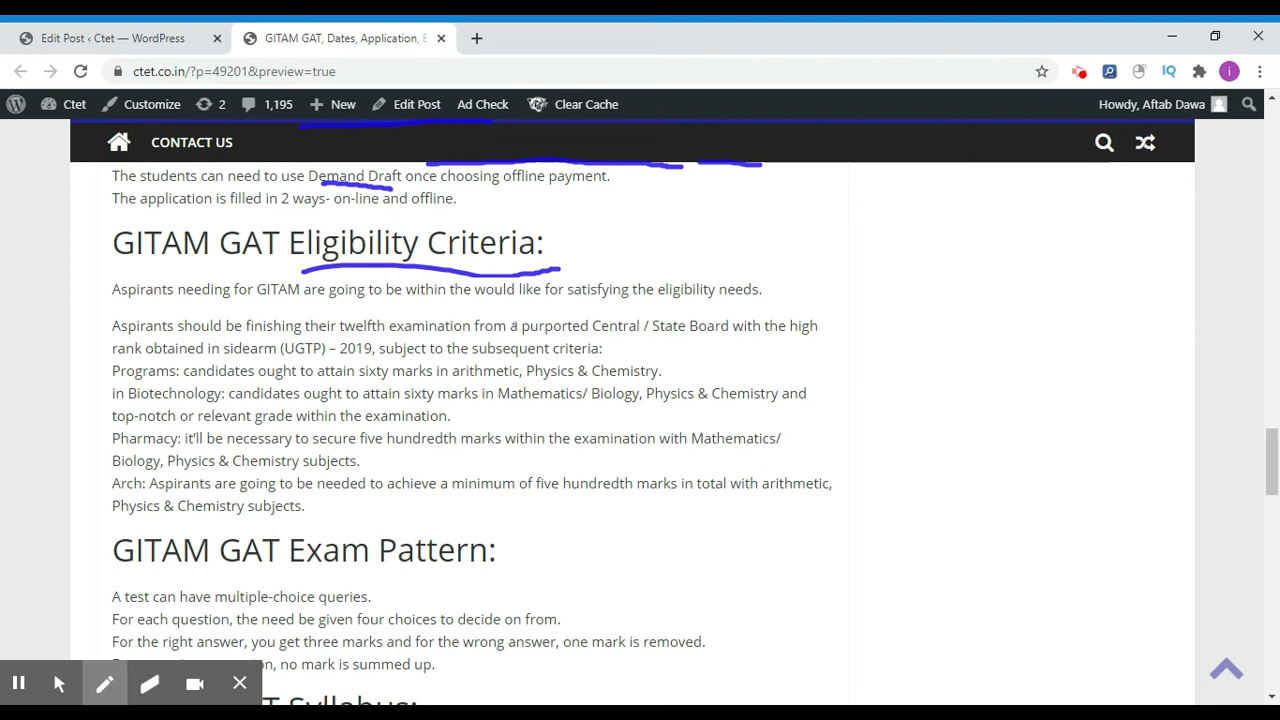 Edit Post ‹ Ctet — WordPress
GITAM GAT, Dates, Application, E
ctet.co.in/?p=49201&preview=true
Ctet Customize 2 1,195 New Edit Post Ad Check Clear Cache Howdy, Aftab Dawa
CONTACT US
The students can need to use Demand Draft once choosing offline payment.
The application is filled in 2 ways- on-line and offline.
GITAM GAT Eligibility Criteria:
Aspirants needing for GITAM are going to be within the would like for satisfying the eligibility needs.
Aspirants should be finishing their twelfth examination from a purported Central / State Board with the high
rank obtained in sidearm (UGTP) – 2019, subject to the subsequent criteria:
Programs: candidates ought to attain sixty marks in arithmetic, Physics & Chemistry.
in Biotechnology: candidates ought to attain sixty marks in Mathematics/ Biology, Physics & Chemistry and
top-notch or relevant grade within the examination.
Pharmacy: it'll be necessary to secure five hundredth marks within the examination with Mathematics/
Biology, Physics & Chemistry subjects.
Arch: Aspirants are going to be needed to achieve a minimum of five hundredth marks in total with arithmetic,
Physics & Chemistry subjects.
GITAM GAT Exam Pattern:
A test can have multiple-choice queries.
For each question, the need be given four choices to decide on from.
For the right answer, you get three marks and for the wrong answer, one mark is removed.
no mark is summed up.
Syllabus: